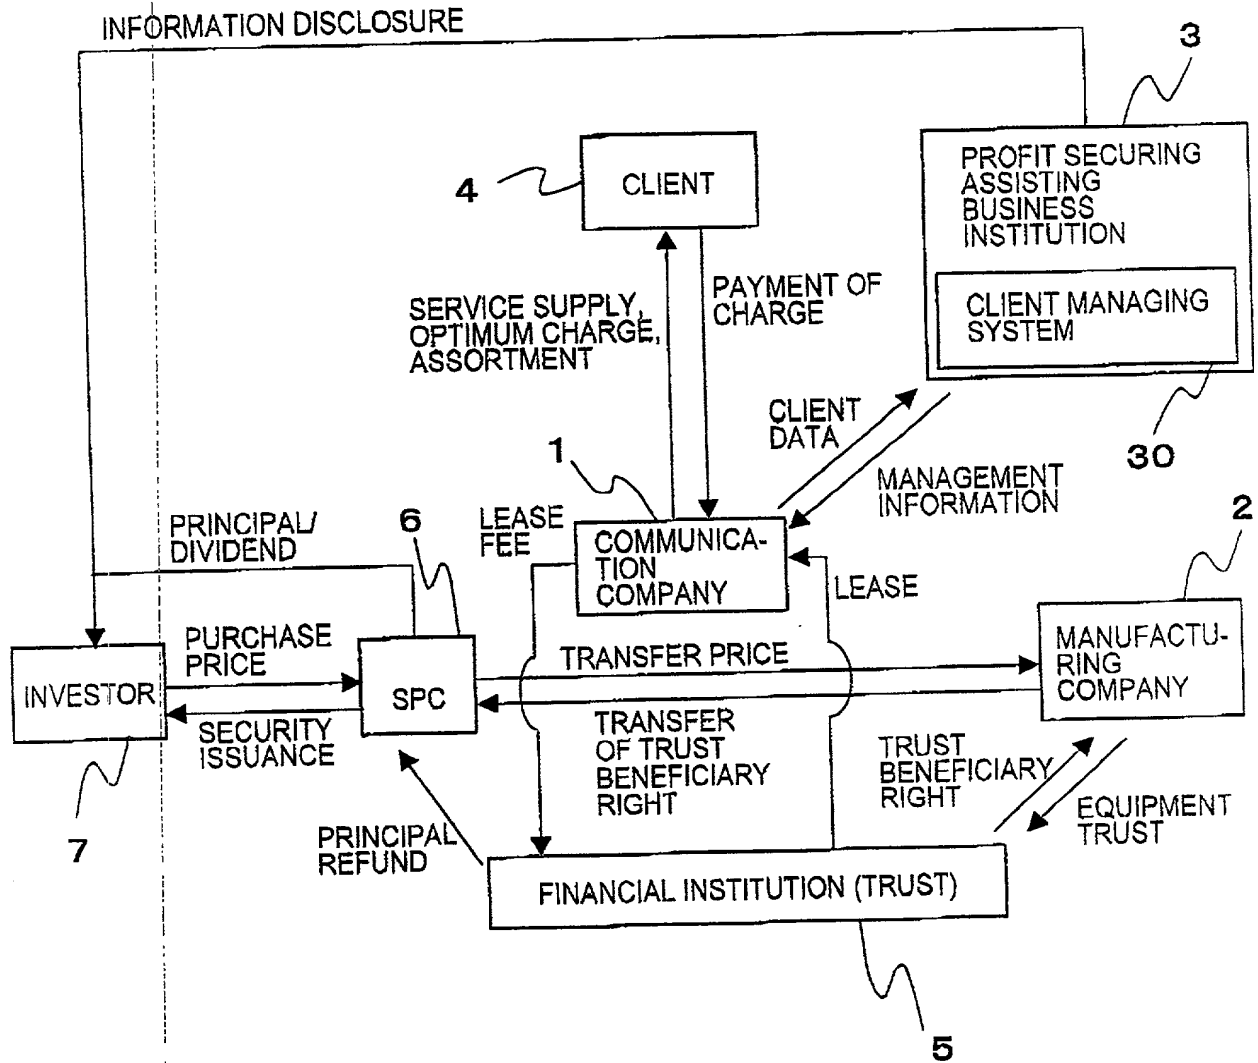 INFORMATION DISCLOSURE
3
PROFIT SECURING
ASSISTING
BUSINESS
INSTITUTION
CLIENT MANAGING
SYSTEM
30
4
CLIENT
SERVICE SUPPLY,
OPTIMUM CHARGE,
ASSORTMENT
PAYMENT OF
CHARGE
CLIENT
DATA
MANAGEMENT
INFORMATION
1
COMMUNICA-
TION
COMPANY
LEASE
FEE
LEASE
2
MANUFACTU-
RING
COMPANY
PRINCIPAL/
DIVIDEND
6
INVESTOR
PURCHASE
PRICE
SECURITY
ISSUANCE
SPC
TRANSFER PRICE
TRANSFER
OF TRUST
BENEFICIARY
RIGHT
TRUST
BENEFICIARY
RIGHT
EQUIPMENT
TRUST
7
PRINCIPAL
REFUND
FINANCIAL INSTITUTION (TRUST)
5